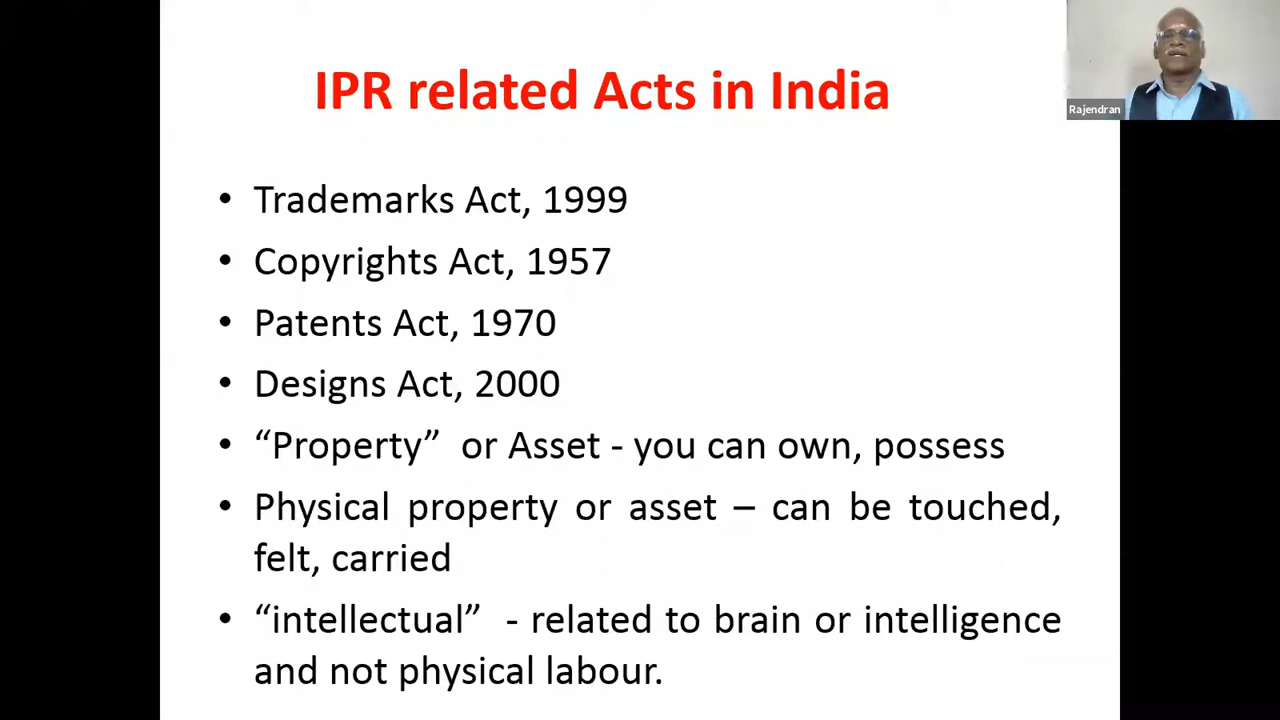 IPR related Acts in India
Rajendran
• Trademarks Act, 1999
• Copyrights Act, 1957
• Patents Act, 1970
• Designs Act, 2000
• “Property”  or Asset - you can own, possess
• Physical property or asset – can be touched,
felt, carried
• “intellectual”  - related to brain or intelligence
and not physical labour.